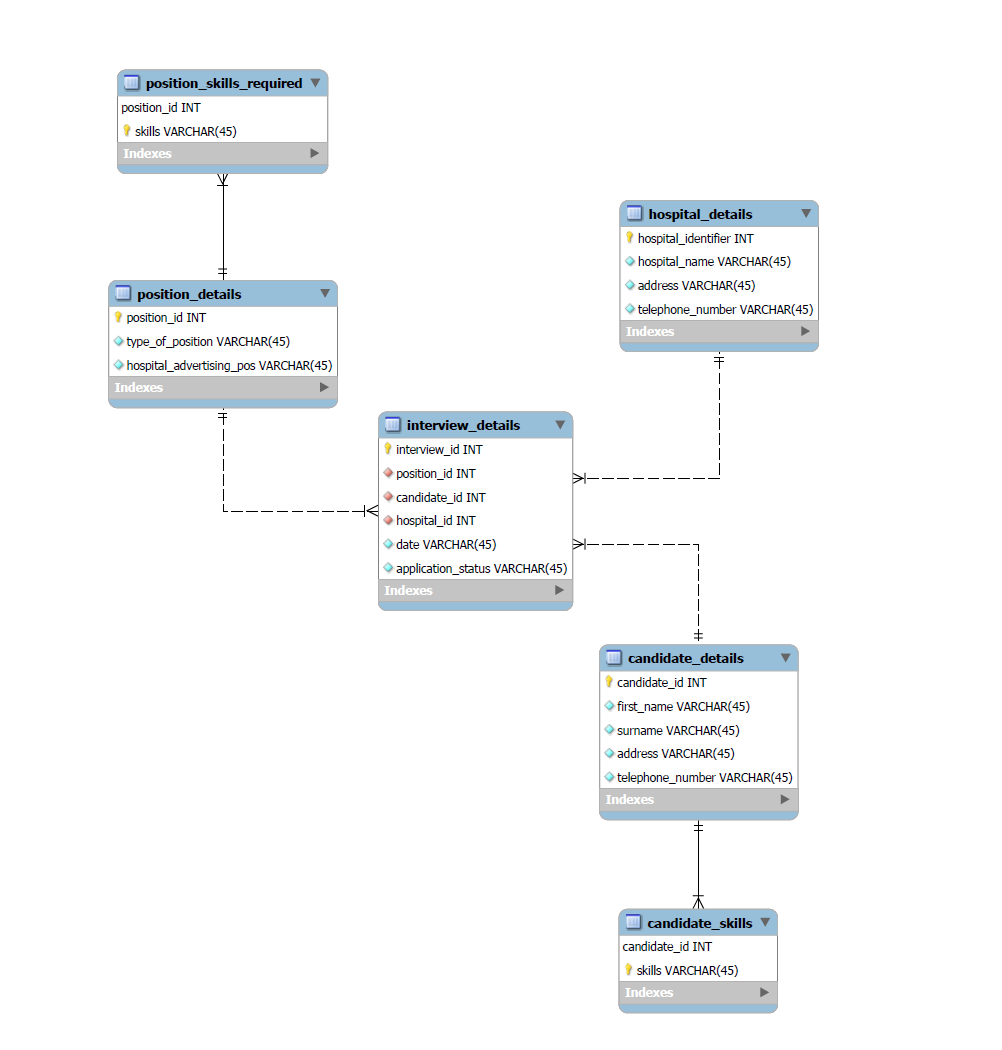 position_skills_required
position_id INT
skills VARCHAR(45)
Indexes
hospital_details
hospital_identifier INT
hospital_name VARCHAR(45)
address VARCHAR(45)
telephone_number VARCHAR(45)
Indexes
position_details
position_id INT
type_of_position VARCHAR(45)
hospital_advertising_pos VARCHAR(45)
Indexes
interview_details
interview_id INT
position_id INT
candidate_id INT
hospital_id INT
date VARCHAR(45)
application_status VARCHAR(45)
Indexes
candidate_details
candidate_id INT
first_name VARCHAR(45)
surname VARCHAR(45)
address VARCHAR(45)
telephone_number VARCHAR(45)
Indexes
candidate_skills
candidate_id INT
skills VARCHAR(45)
Indexes